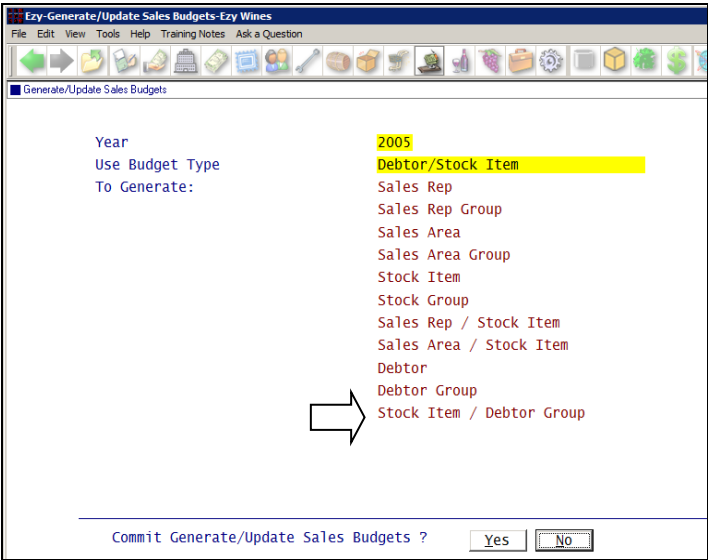 Ezy-Generate/Update Sales Budgets-Ezy Wines
File Edit View Tools Help Training Notes Ask a Question
Generate/Update Sales Budgets
Year 2005
Use Budget Type Debtor/Stock Item
To Generate: Sales Rep
Sales Rep Group
Sales Area
Sales Area Group
Stock Item
Stock Group
Sales Rep / Stock Item
Sales Area / Stock Item
Debtor
Debtor Group
Stock Item / Debtor Group
Commit Generate/Update Sales Budgets ? Yes No